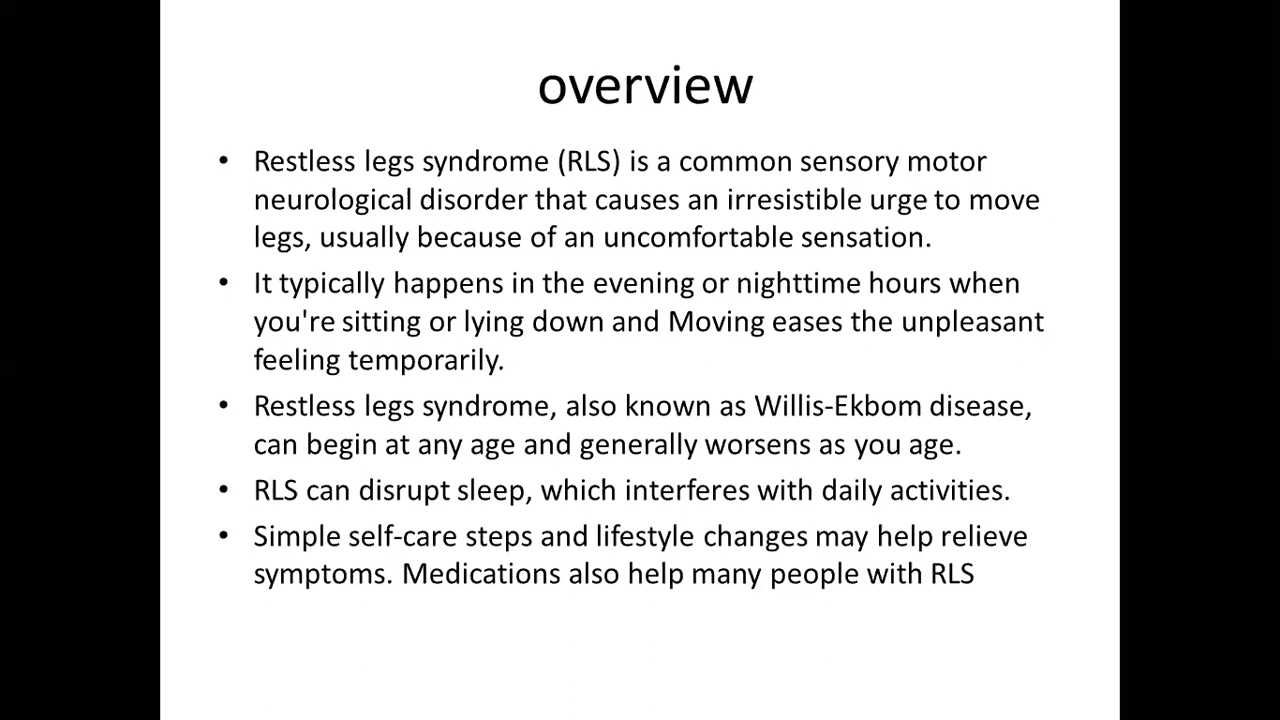 overview
• Restless legs syndrome (RLS) is a common sensory motor
neurological disorder that causes an irresistible urge to move
legs, usually because of an uncomfortable sensation.
• It typically happens in the evening or nighttime hours when
you're sitting or lying down and Moving eases the unpleasant
feeling temporarily.
• Restless legs syndrome, also known as Willis-Ekbom disease,
can begin at any age and generally worsens as you age.
• RLS can disrupt sleep, which interferes with daily activities.
• Simple self-care steps and lifestyle changes may help relieve
symptoms. Medications also help many people with RLS